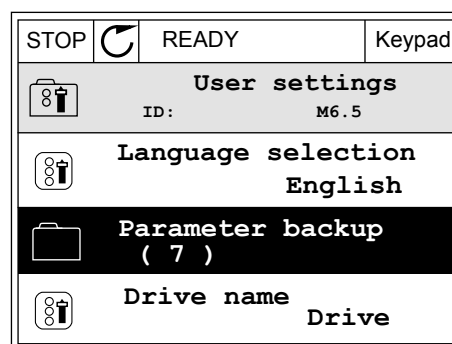 STOP READY Keypad
User settings
ID: M6.5
Language selection
English
Parameter backup
( 7 )
Drive name
Drive